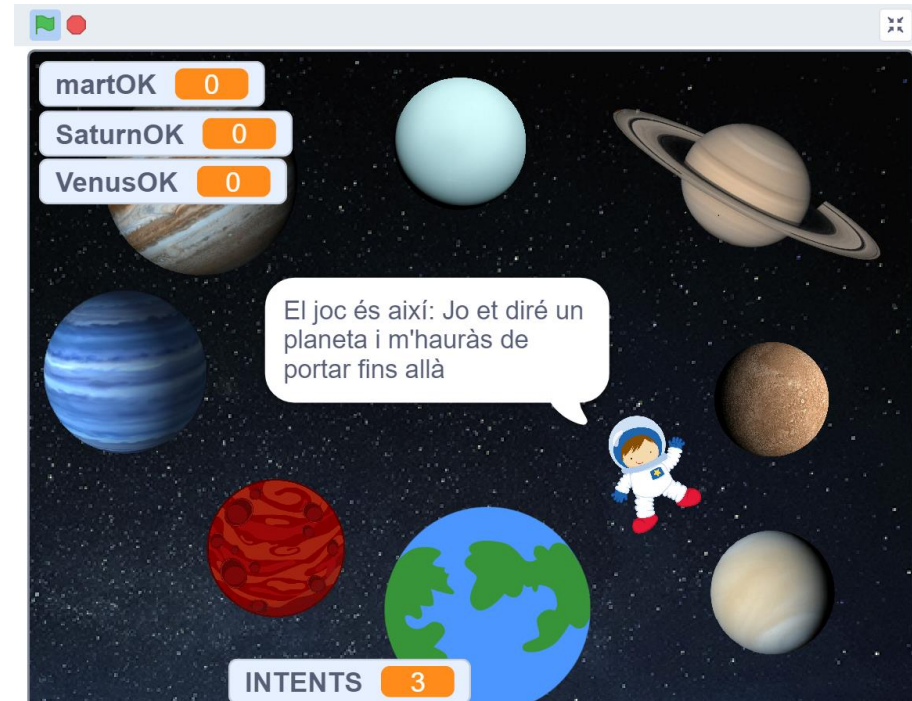 martOK 0
SaturnOK 0
VenusOK 0
El joc és així: Jo et diré un
planeta i m'hauràs de
portar fins allà
INTENTS 3